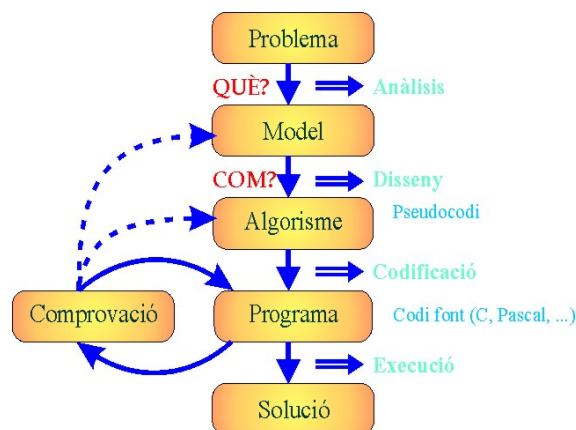 Problema
QUÈ?
Anàlisis
Model
COM?
Disseny
Algorisme
Pseudocodi
Codificació
Comprovació
Programa
Codi font (C, Pascal, ...)
Execució
Solució